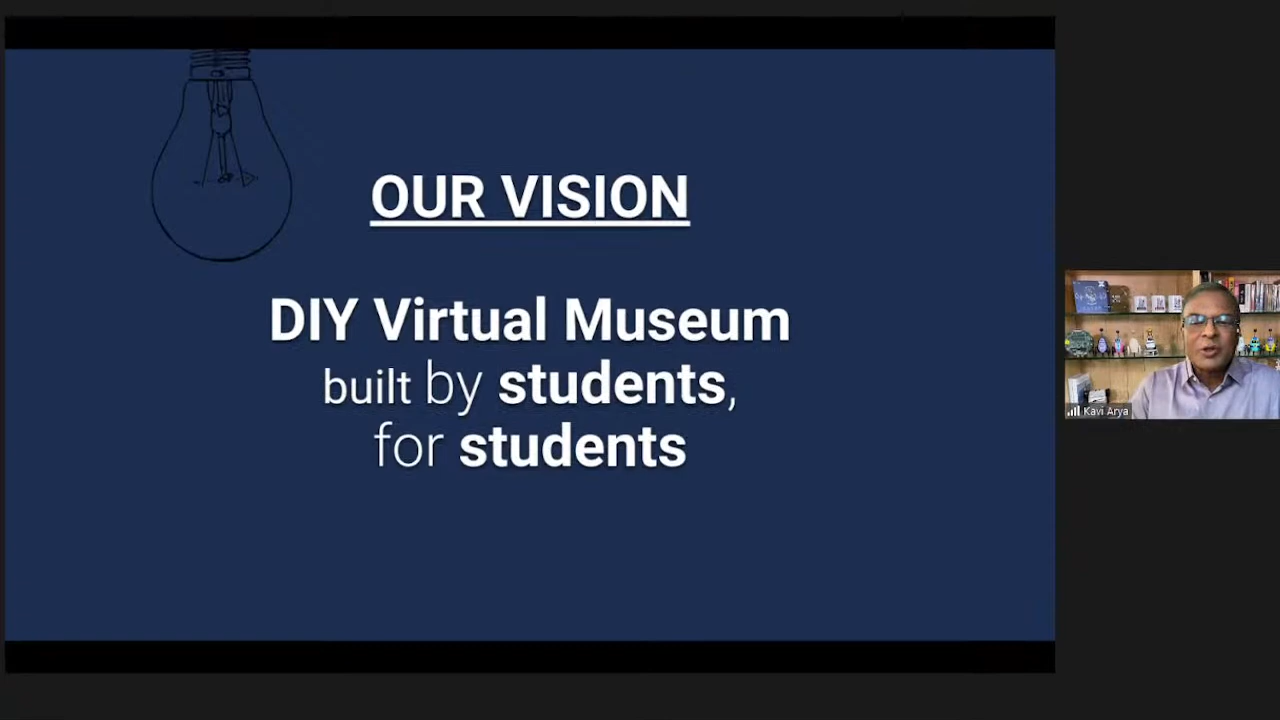 OUR VISION
DIY Virtual Museum
built by students,
for students
Kavi Arya